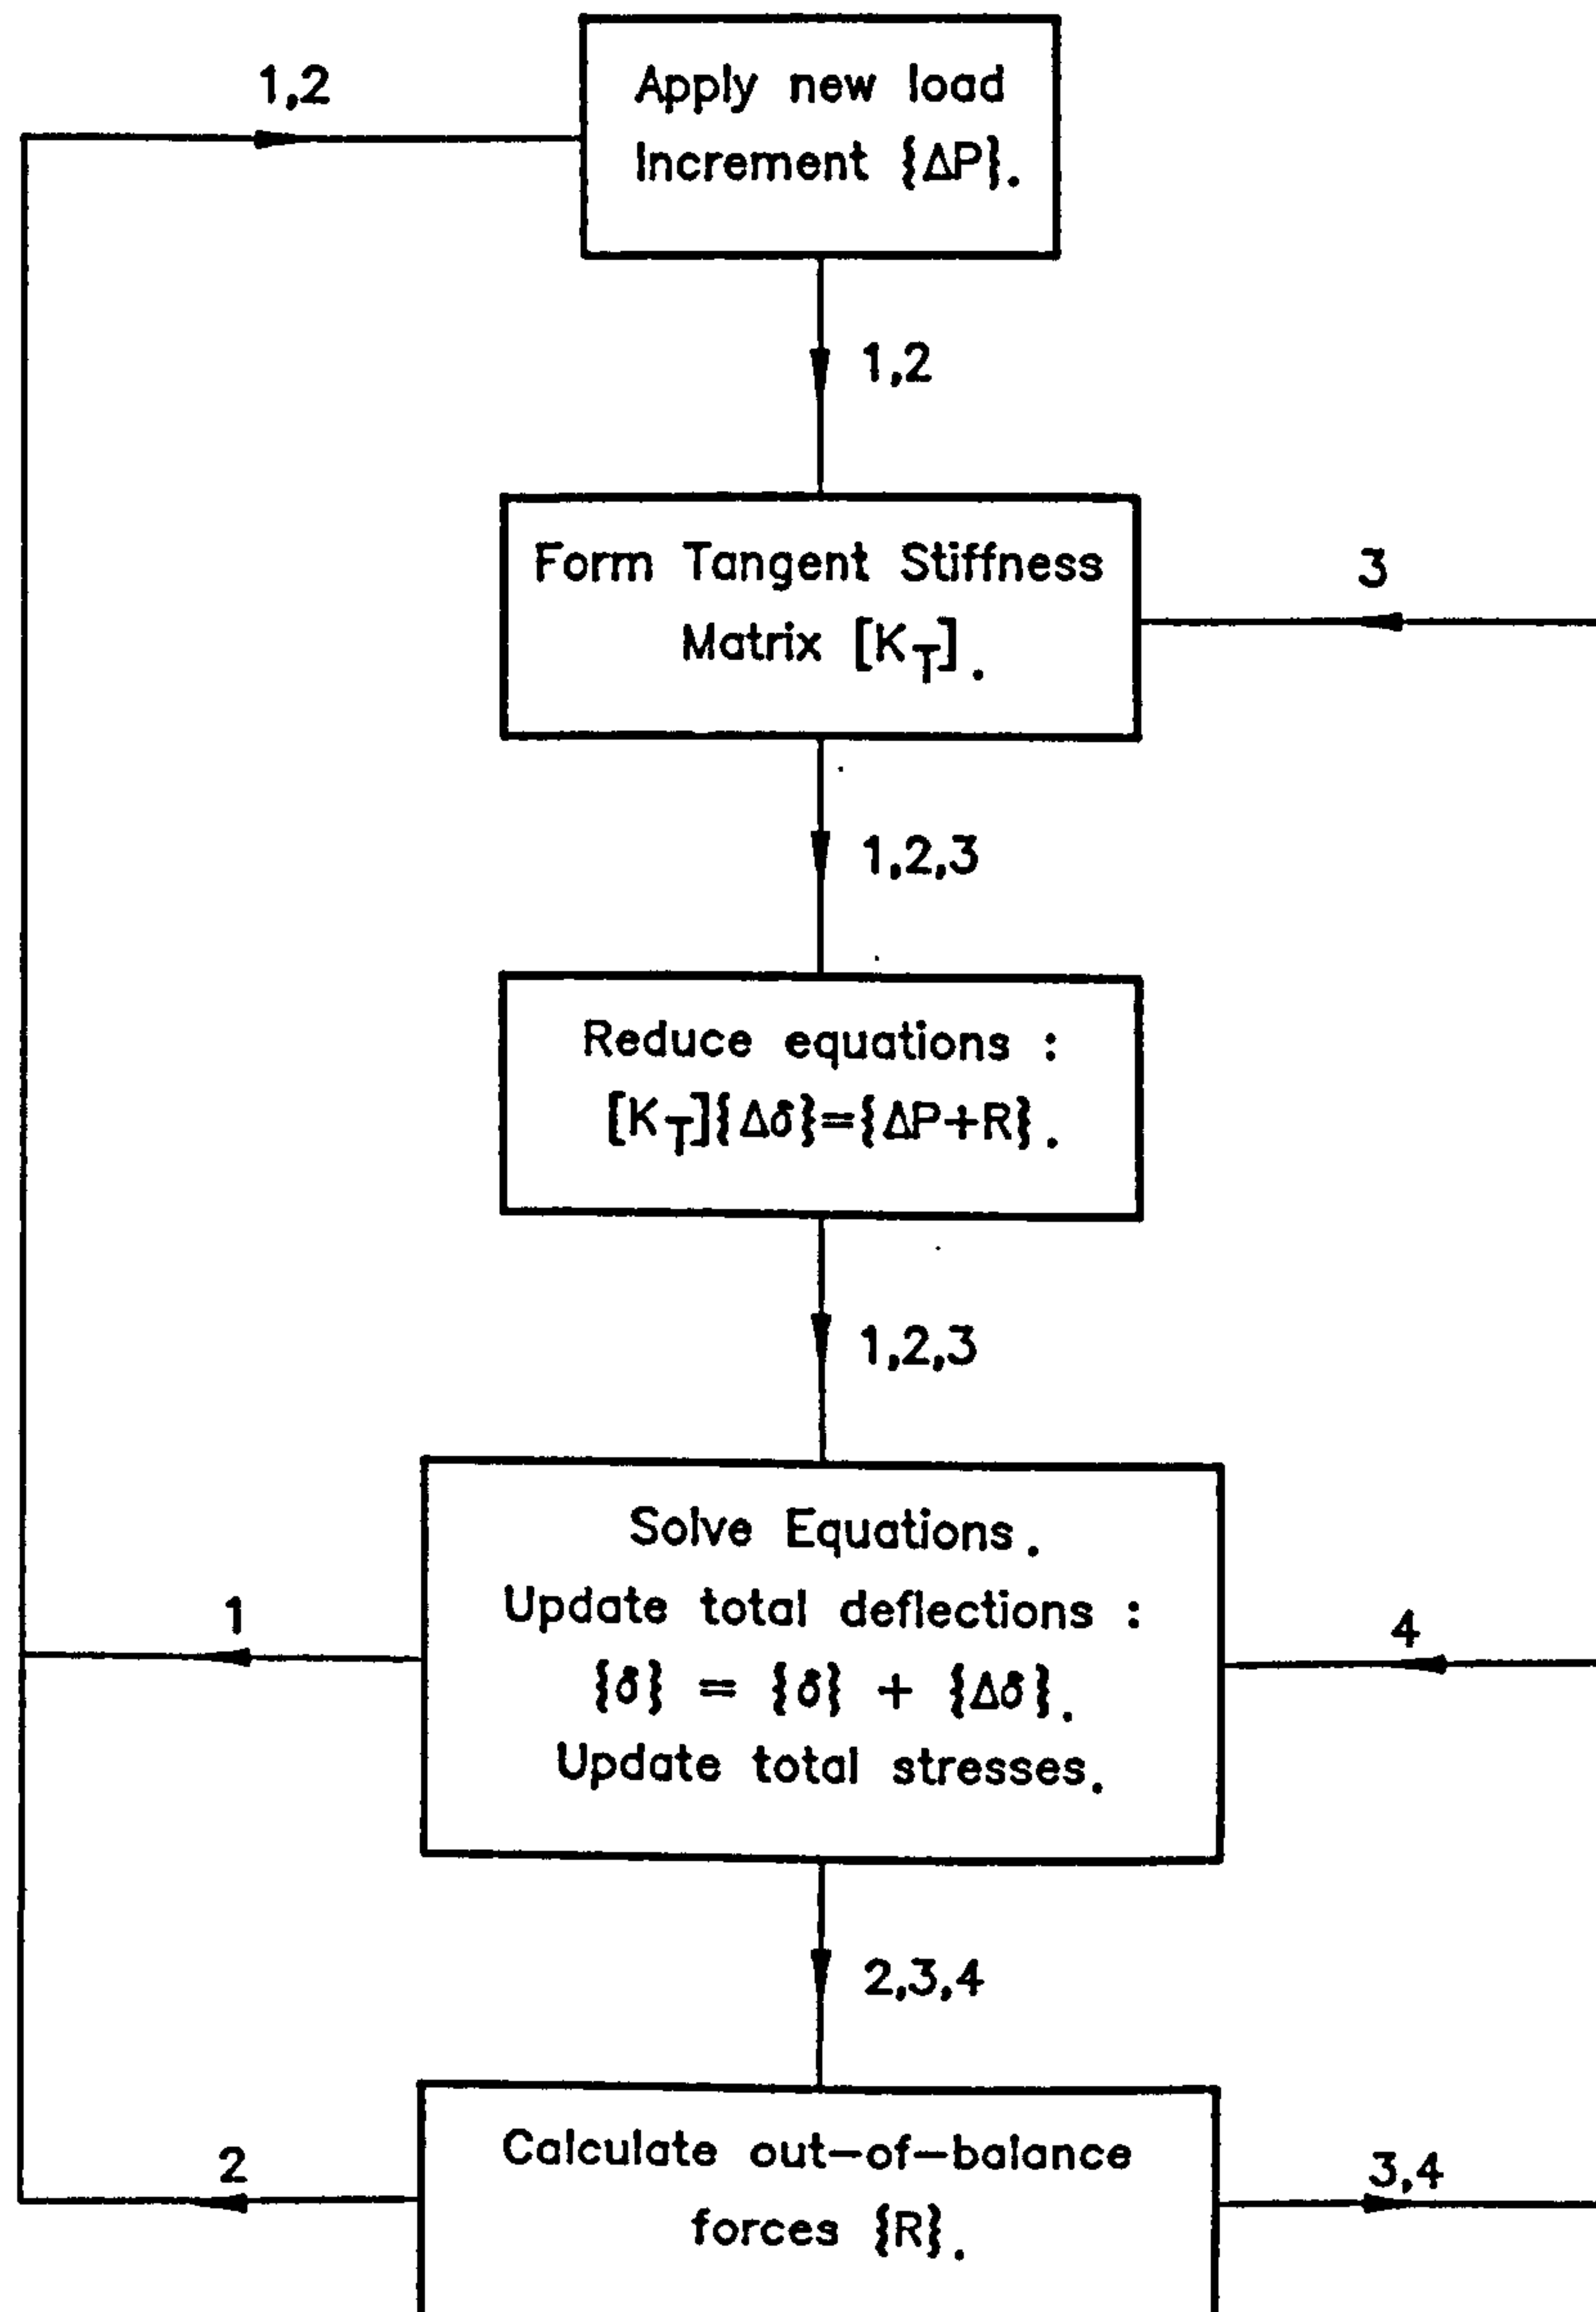 1,2
Apply new load
Increment {ΔP}.
1,2
Form Tangent Stiffness
Matrix [K_T].
3
1,2,3
Reduce equations :
[K_T]{Δδ}={ΔP+R}.
1,2,3
Solve Equations.
Update total deflections :
{δ} = {δ} + {Δδ}.
Update total stresses.
1
4
2,3,4
Calculate out-of-balance
forces {R}.
2
3,4